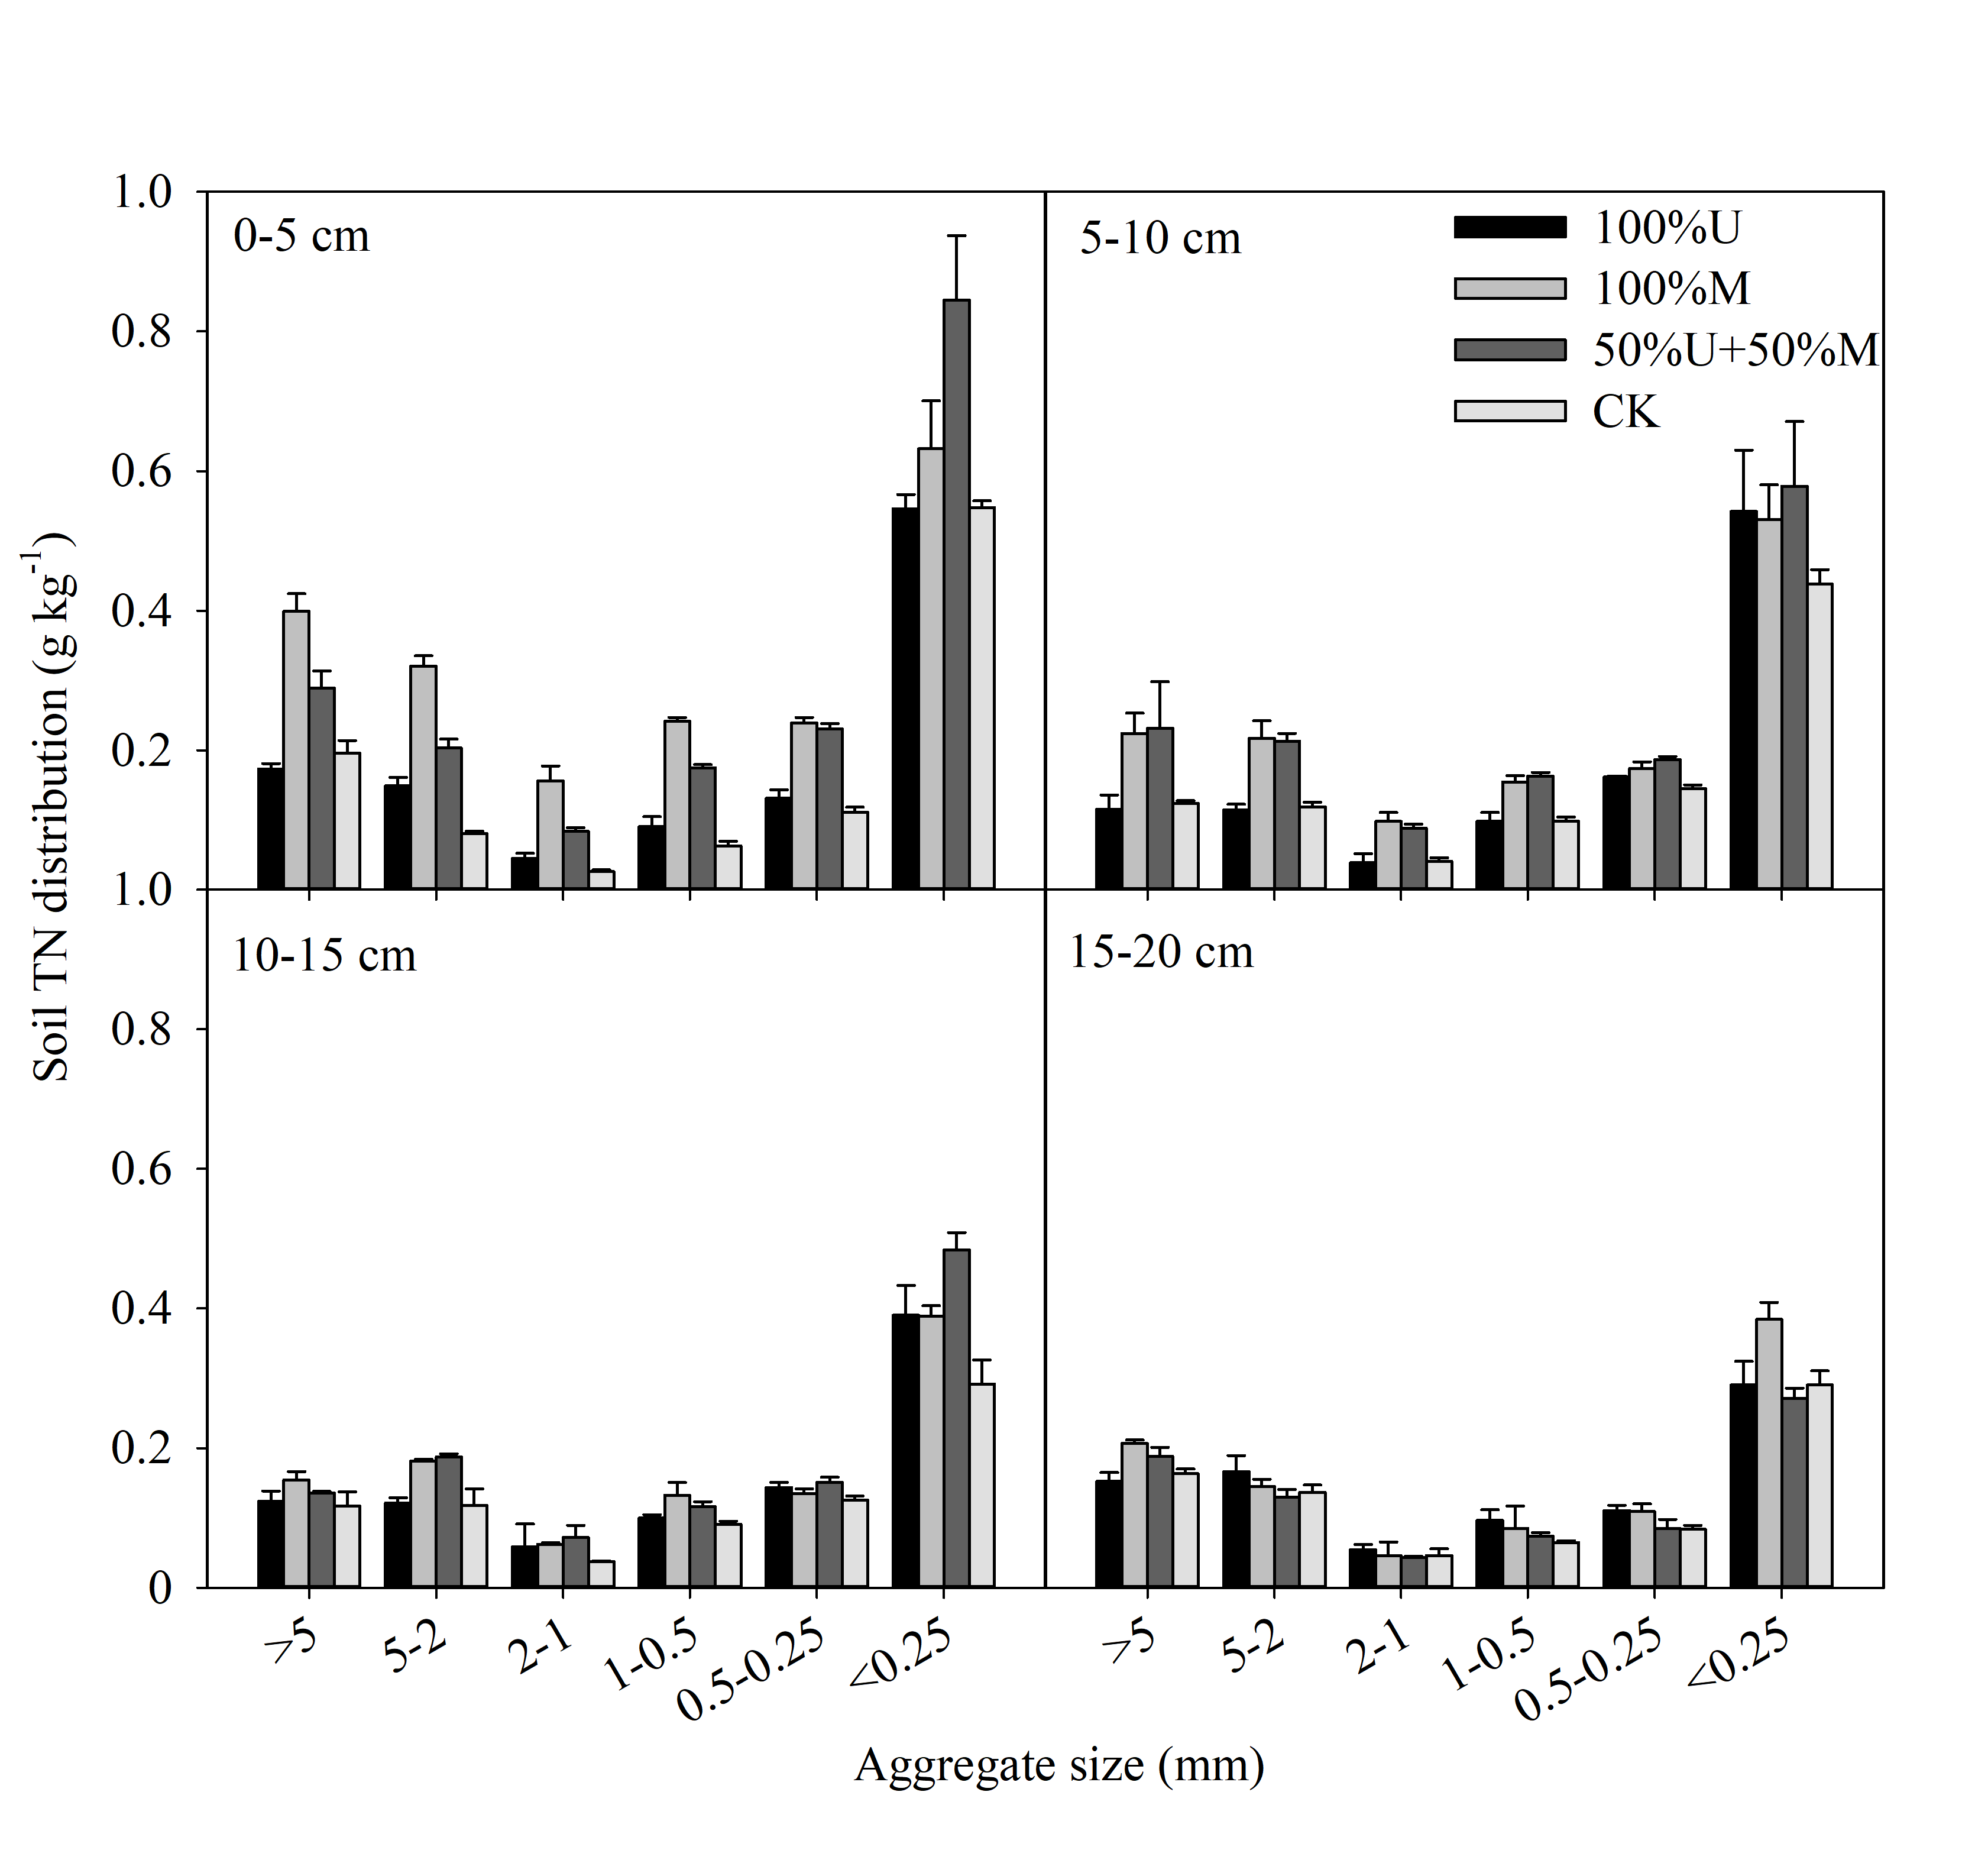 Soil TN distribution (g kg-1)
1.0
0.8
0.6
0.4
0.2
1.0
0.8
0.6
0.4
0.2
0
0-5 cm
5-10 cm
100%U
100%M
50%U+50%M
CK
10-15 cm
15-20 cm
>5
5-2
2-1
1-0.5
0.5-0.25
<0.25
>5
5-2
2-1
1-0.5
0.5-0.25
<0.25
Aggregate size (mm)